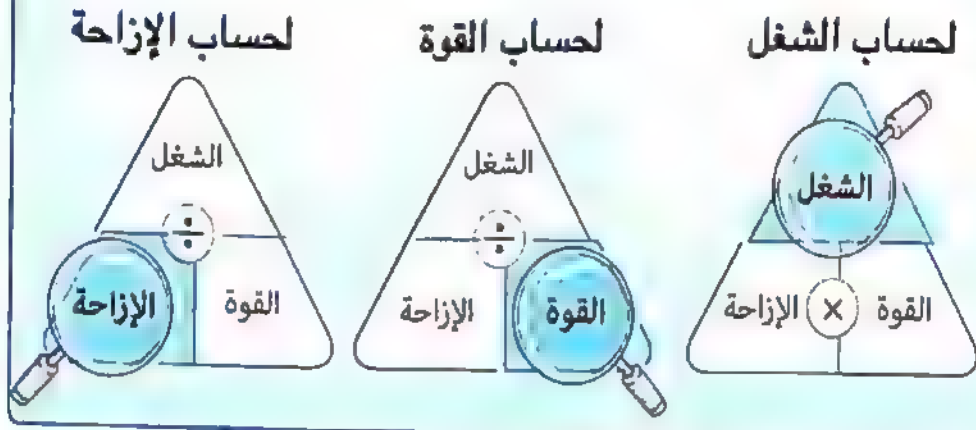 لحساب الشغل
لحساب القوة
لحساب الإزاحة
الشغل
القوة × الإزاحة
الشغل
÷
القوة
الإزاحة
الشغل
÷
القوة
الإزاحة